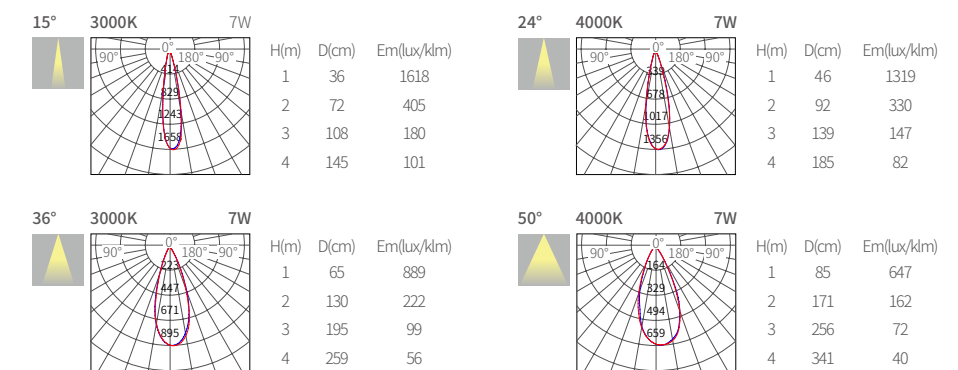 15° 3000K 7W
0°
90° 180° 90°
414
829
1243
1658
H(m) D(cm) Em(lux/klm)
1 36 1618
2 72 405
3 108 180
4 145 101
24° 4000K 7W
0°
90° 180° 90°
339
678
1017
1356
H(m) D(cm) Em(lux/klm)
1 46 1319
2 92 330
3 139 147
4 185 82
36° 3000K 7W
0°
90° 180° 90°
223
447
671
895
H(m) D(cm) Em(lux/klm)
1 65 889
2 130 222
3 195 99
4 259 56
50° 4000K 7W
0°
90° 180° 90°
164
329
494
659
H(m) D(cm) Em(lux/klm)
1 85 647
2 171 162
3 256 72
4 341 40